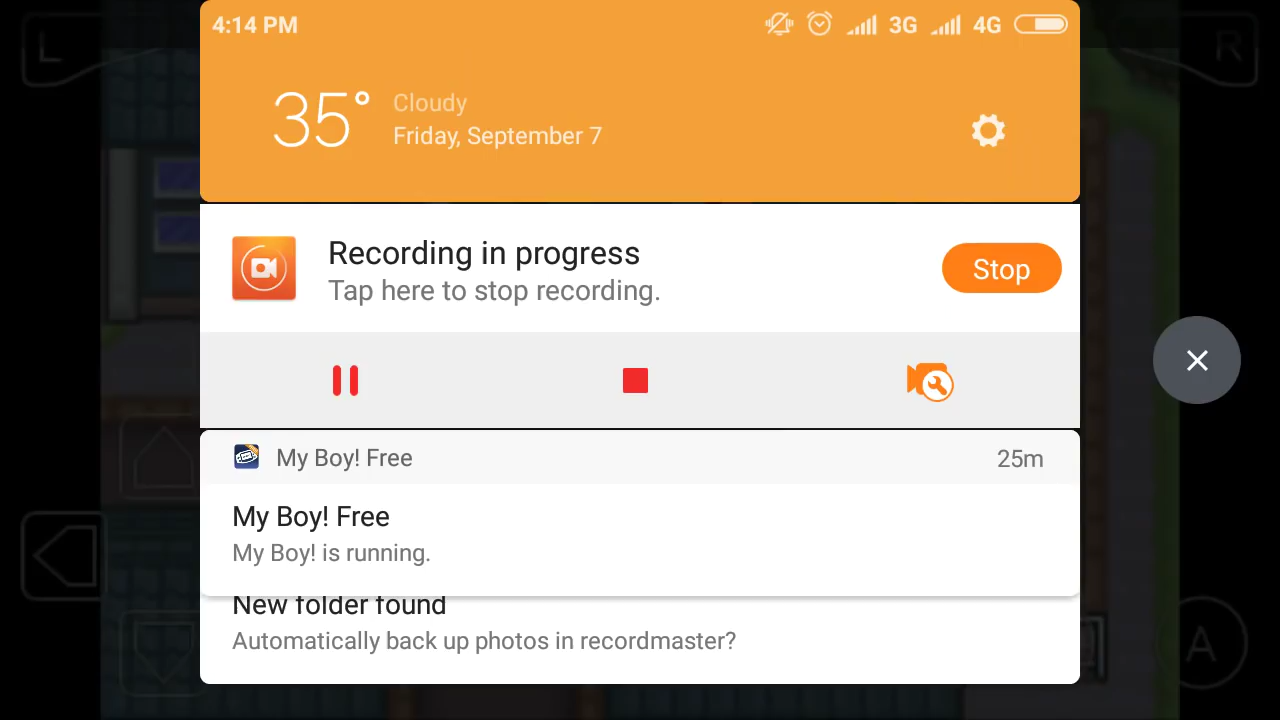 4:14 PM
3G
4G
35°
Cloudy
Friday, September 7
Recording in progress
Tap here to stop recording.
Stop
My Boy! Free
25m
My Boy! Free
My Boy! is running.
New folder found
Automatically back up photos in recordmaster?
L
R
A